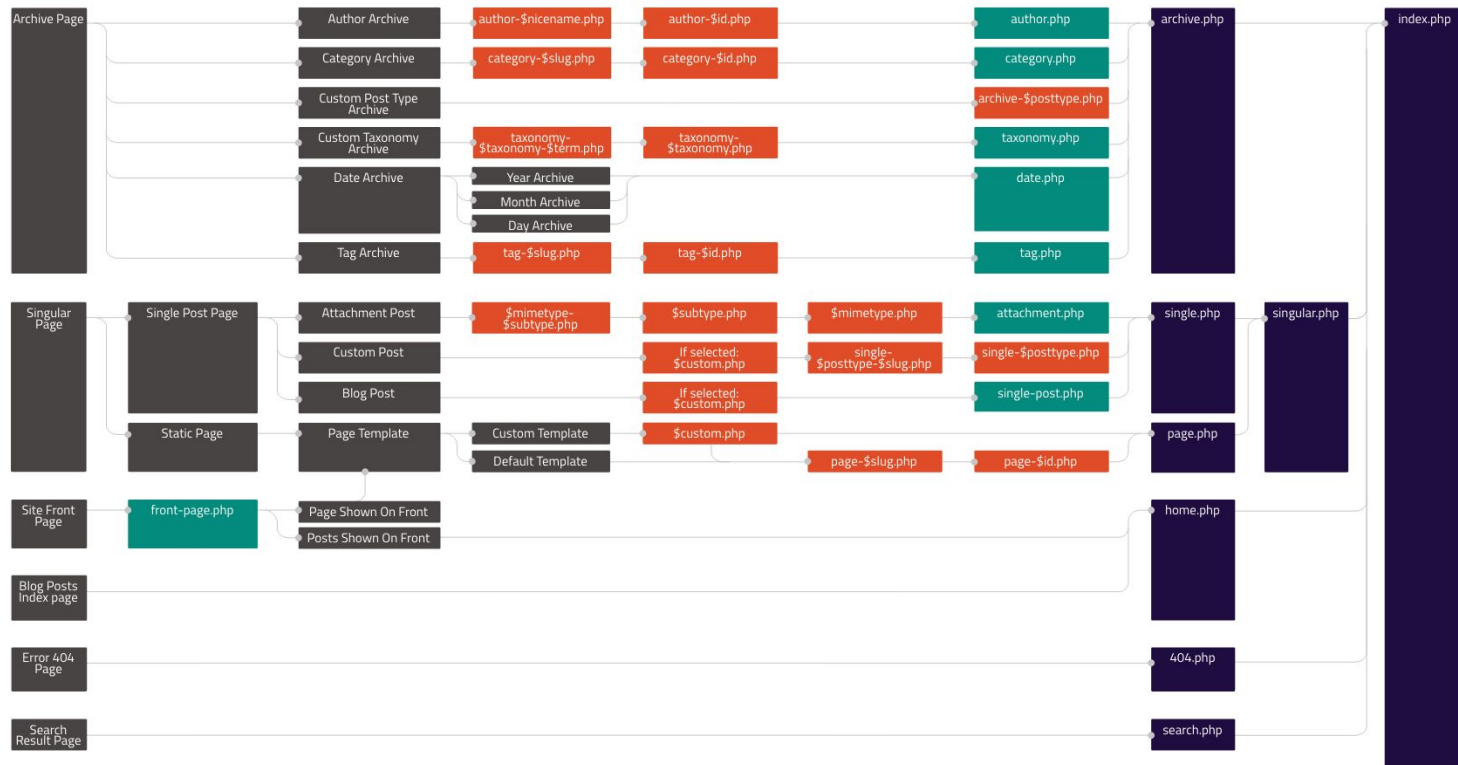 Archive Page
Author Archive
author-$nicename.php
author-$id.php
author.php
archive.php
index.php
Category Archive
category-$slug.php
category-$id.php
category.php
Custom Post Type
Archive
archive-$posttype.php
Custom Taxonomy
Archive
taxonomy-
$taxonomy-$term.php
taxonomy-
$taxonomy.php
taxonomy.php
Date Archive
Year Archive
Month Archive
Day Archive
date.php
Tag Archive
tag-$slug.php
tag-$id.php
tag.php
Singular
Page
Single Post Page
Attachment Post
$mimetype-
$subtype.php
$subtype.php
$mimetype.php
attachment.php
single.php
singular.php
Custom Post
If selected:
$custom.php
single-
$posttype-$slug.php
single-$posttype.php
Blog Post
If selected:
$custom.php
single-post.php
Static Page
Page Template
Custom Template
$custom.php
page.php
Default Template
page-$slug.php
page-$id.php
Site Front
Page
front-page.php
Page Shown On Front
Posts Shown On Front
home.php
Blog Posts
Index page
Error 404
Page
404.php
Search
Result Page
search.php